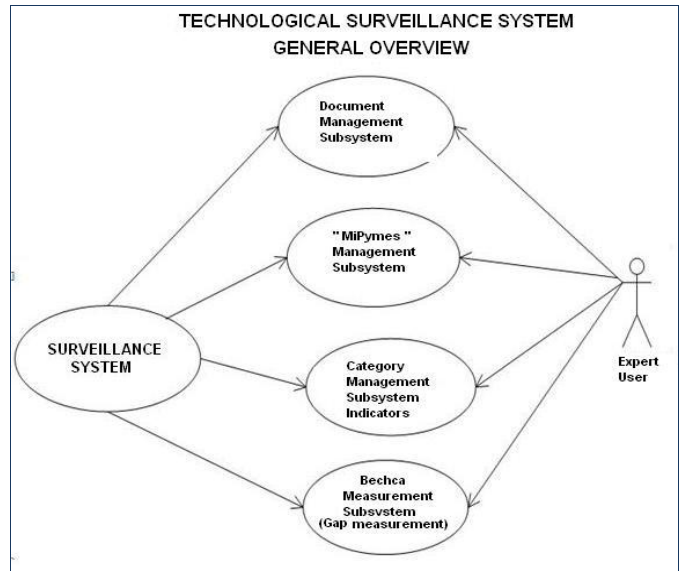 TECHNOLOGICAL SURVEILLANCE SYSTEM
GENERAL OVERVIEW
Document
Management
Subsystem
" MiPymes "
Management
Subsystem
SURVEILLANCE
SYSTEM
Expert
User
Category
Management
Subsystem
Indicators
Bechca
Measurement
Subsystem
(Gap measurement)